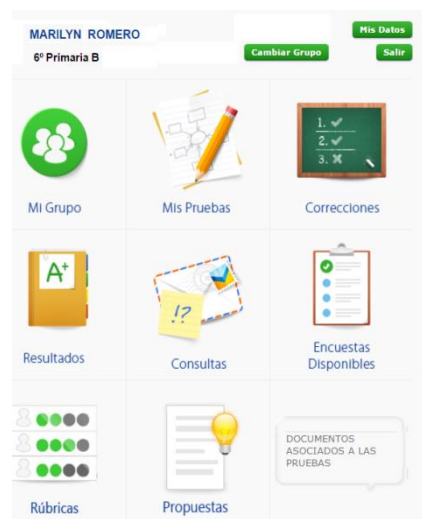 MARILYN ROMERO
Mis Datos
6º Primaria B
Cambiar Grupo
Salir
1.
2.
3.
Mi Grupo
Mis Pruebas
Correcciones
A+
!?
Resultados
Consultas
Encuestas
Disponibles
Rúbricas
Propuestas
DOCUMENTOS
ASOCIADOS A LAS
PRUEBAS